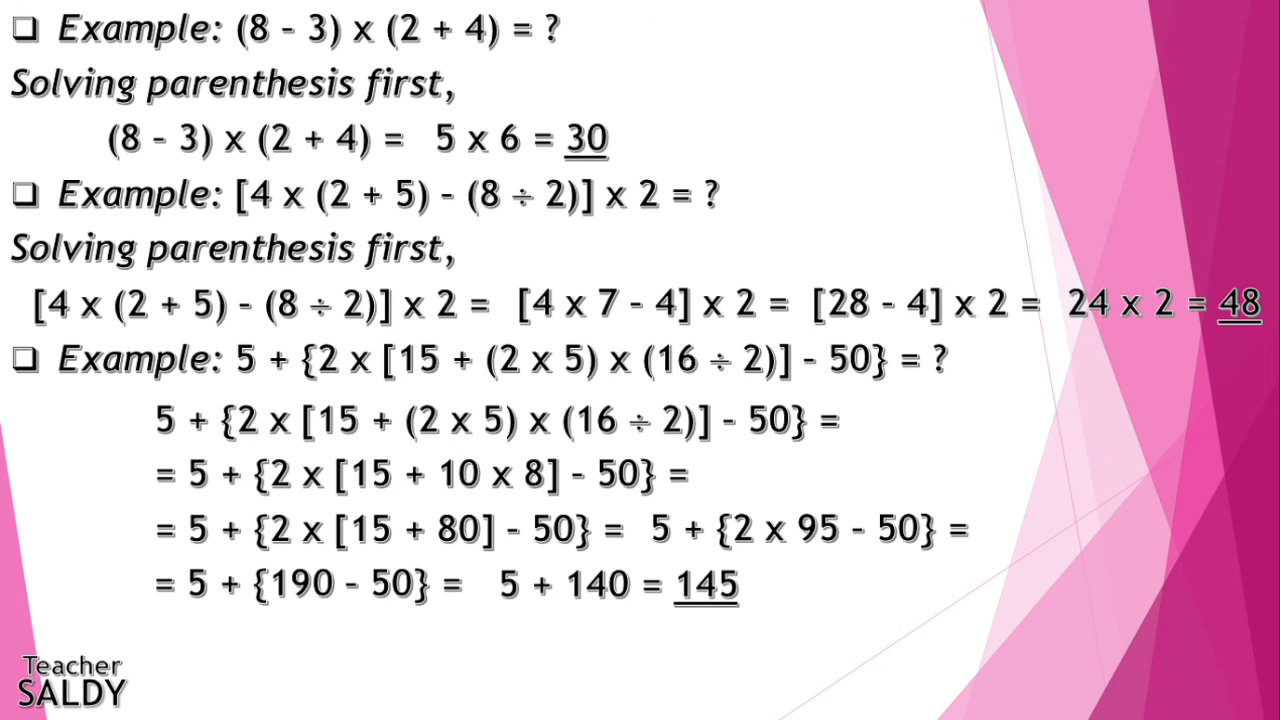 ❑ Example: (8 – 3) x (2 + 4) = ?
Solving parenthesis first,
(8 – 3) x (2 + 4) = 5 x 6 = 30
❑ Example: [4 x (2 + 5) – (8 ÷ 2)] x 2 = ?
Solving parenthesis first,
[4 x (2 + 5) – (8 ÷ 2)] x 2 = [4 x 7 – 4] x 2 = [28 – 4] x 2 = 24 x 2 = 48
❑ Example: 5 + {2 x [15 + (2 x 5) x (16 ÷ 2)] – 50} = ?
5 + {2 x [15 + (2 x 5) x (16 ÷ 2)] – 50} =
= 5 + {2 x [15 + 10 x 8] – 50} =
= 5 + {2 x [15 + 80] – 50} = 5 + {2 x 95 – 50} =
= 5 + {190 – 50} = 5 + 140 = 145
Teacher
SALDY